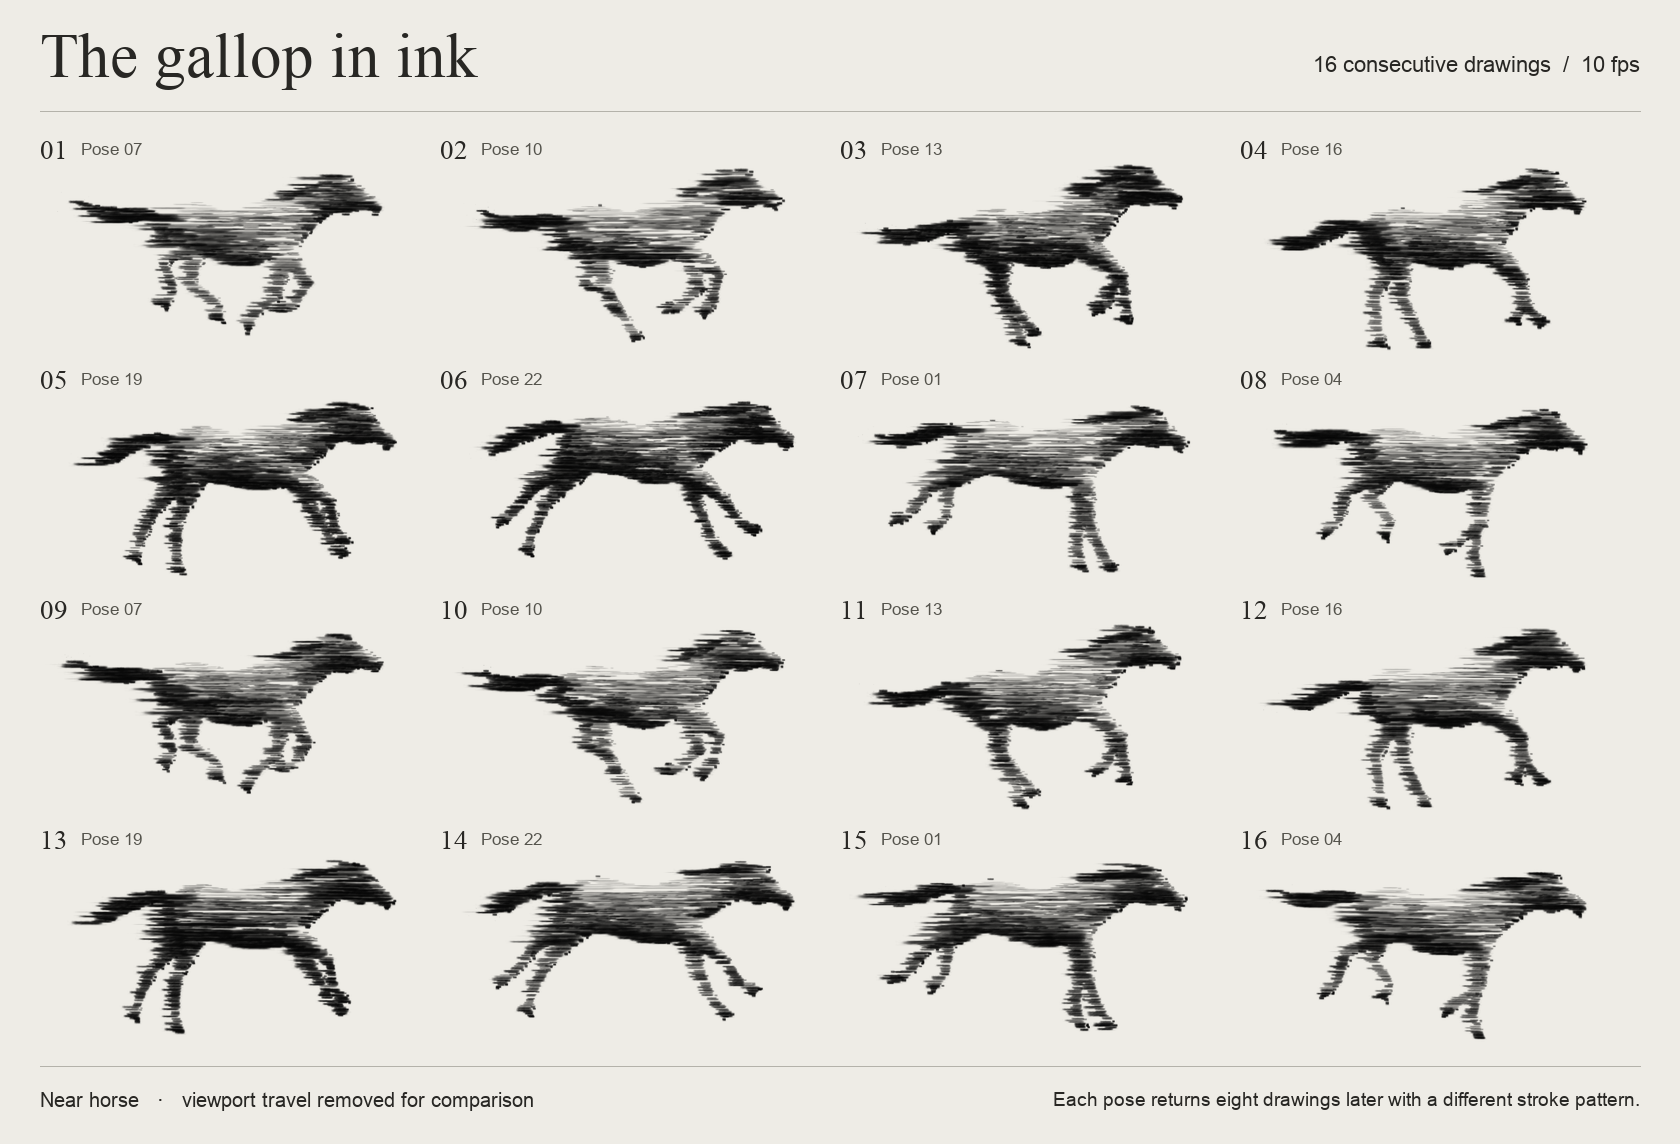 The gallop in ink
16 consecutive drawings / 10 fps
01 Pose 07
02 Pose 10
03 Pose 13
04 Pose 16
05 Pose 19
06 Pose 22
07 Pose 01
08 Pose 04
09 Pose 07
10 Pose 10
11 Pose 13
12 Pose 16
13 Pose 19
14 Pose 22
15 Pose 01
16 Pose 04
Near horse · viewport travel removed for comparison
Each pose returns eight drawings later with a different stroke pattern.